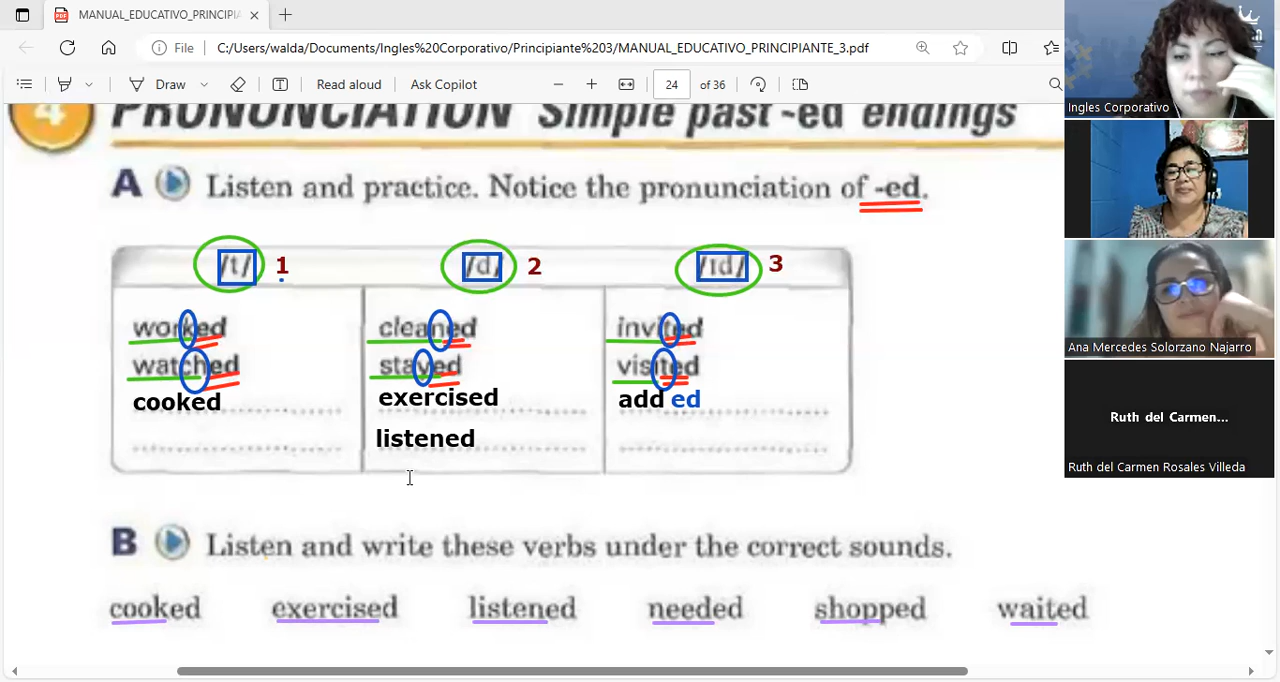 MANUAL_EDUCATIVO_PRINCIPIA
File C:/Users/walda/Documents/Ingles%20Corporativo/Principante%203/MANUAL_EDUCATIVO_PRINCIPIANTE_3.pdf
Draw Read aloud Ask Copilot 24 of 36
4 PRONUNCIATION Simple past -ed endings
A Listen and practice. Notice the pronunciation of -ed.
/t/ 1 /d/ 2 /ɪd/ 3
worked cleaned invited
watched stayed visited
cooked exercised add ed
listened
B Listen and write these verbs under the correct sounds.
cooked exercised listened needed shopped waited
Ingles Corporativo
Ana Mercedes Solorzano Najarro
Ruth del Carmen...
Ruth del Carmen Rosales Villeda